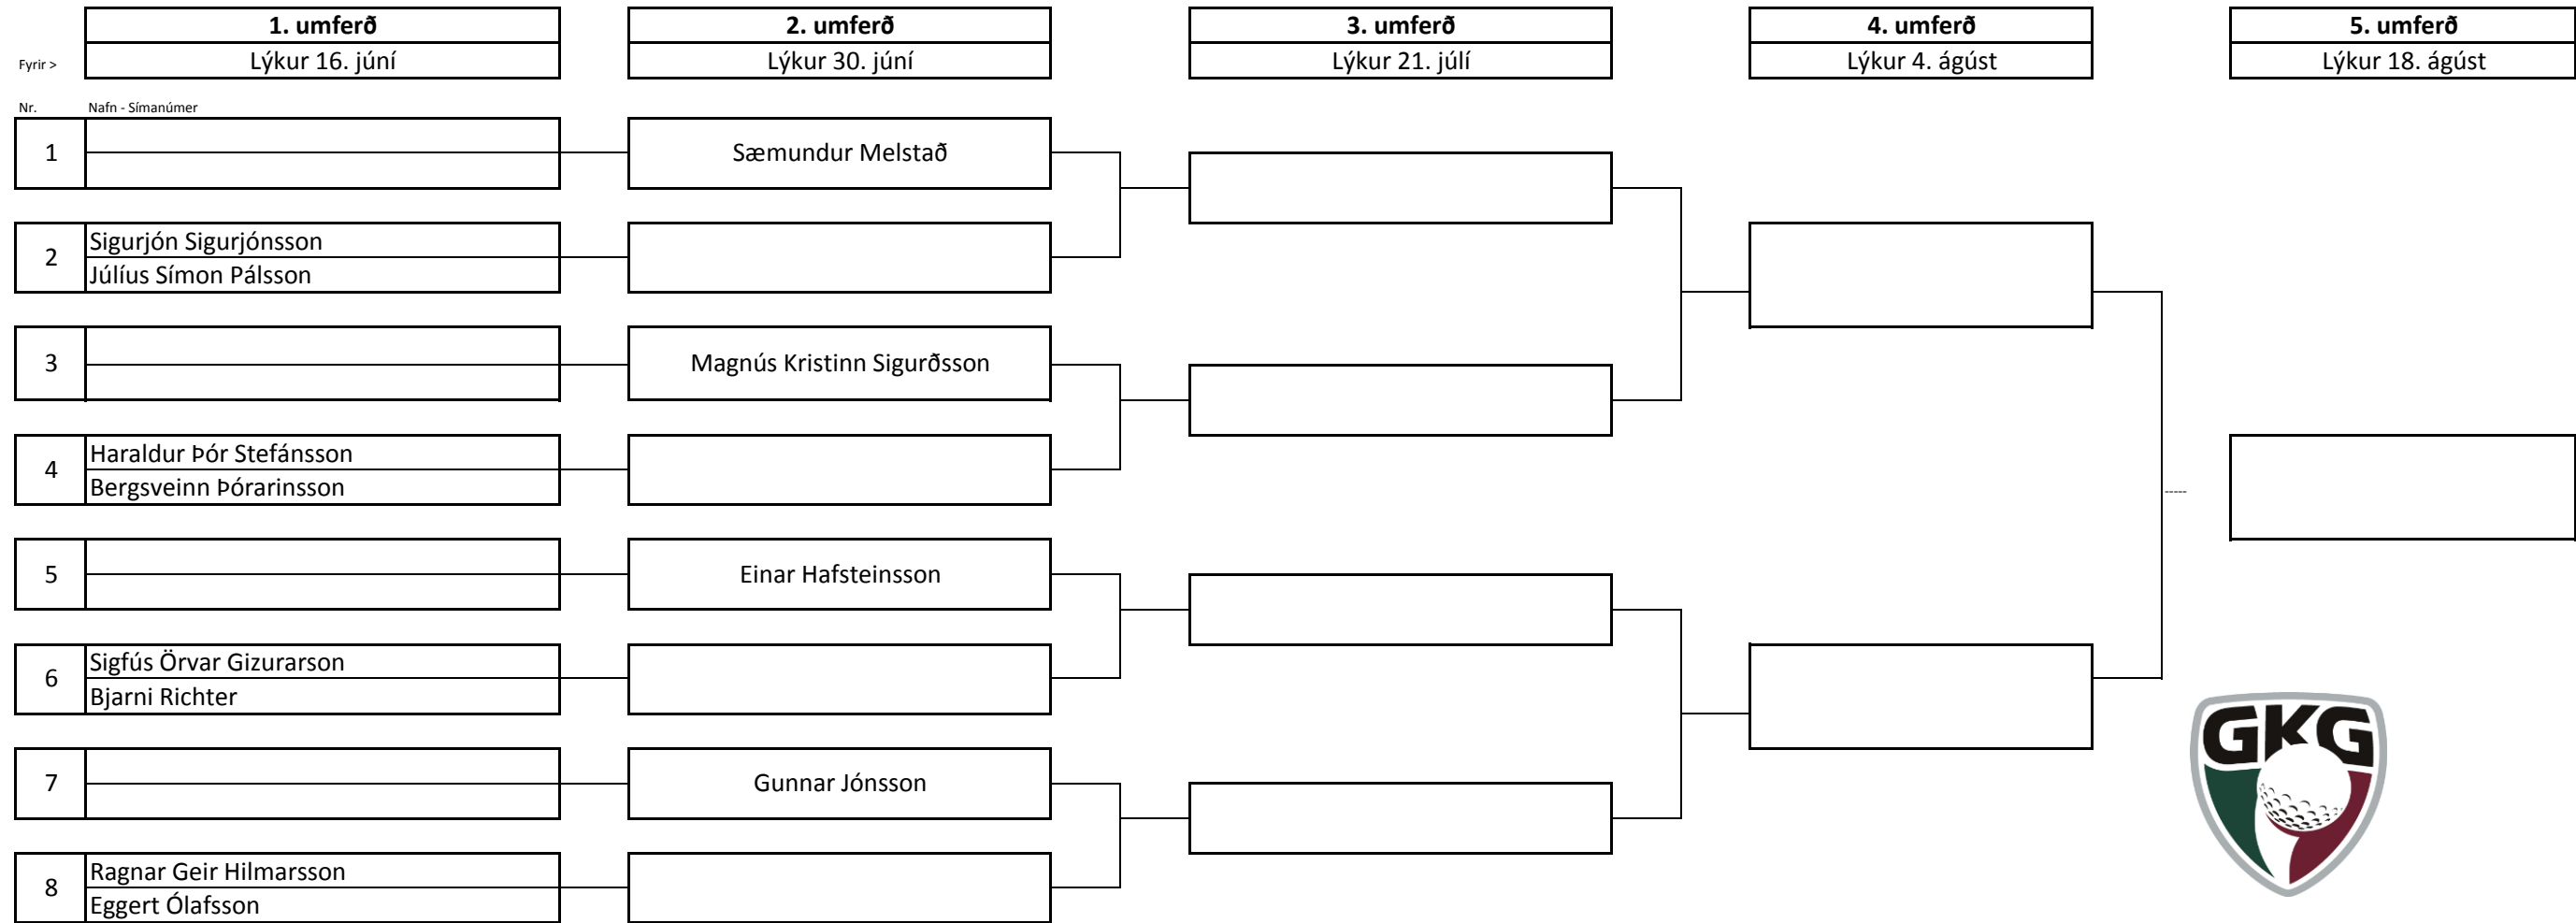 1. umferð
2. umferð
3. umferð
4. umferð
5. umferð
Fyrir >
Lýkur 16. júní
Lýkur 30. júní
Lýkur 21. júlí
Lýkur 4. ágúst
Lýkur 18. ágúst
Nr.
Nafn - Símanúmer
1
Sæmundur Melstað
2
Sigurjón Sigurjónsson
Júlíus Símon Pálsson
3
Magnús Kristinn Sigurðsson
4
Haraldur Þór Stefánsson
Bergsveinn Þórarinsson
-----
5
Einar Hafsteinsson
6
Sigfús Örvar Gizurarson
Bjarni Richter
7
Gunnar Jónsson
GKG
8
Ragnar Geir Hilmarsson
Eggert Ólafsson